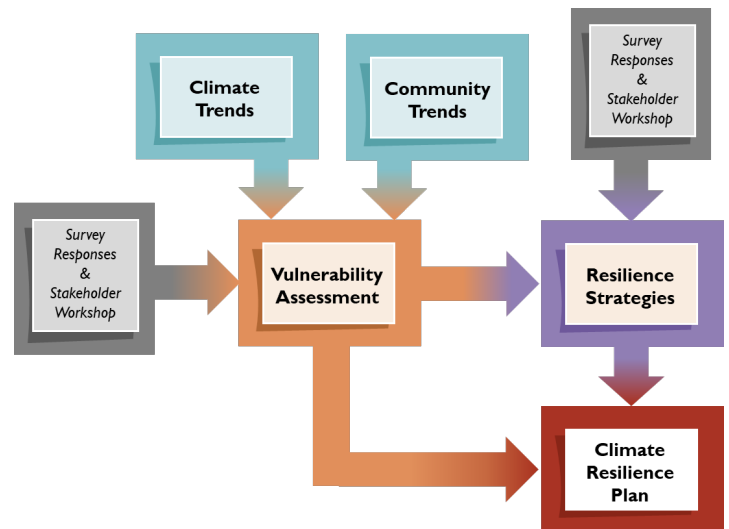 Climate
Trends
Community
Trends
Survey
Responses
&
Stakeholder
Workshop
Survey
Responses
&
Stakeholder
Workshop
Vulnerability
Assessment
Resilience
Strategies
Climate
Resilience
Plan